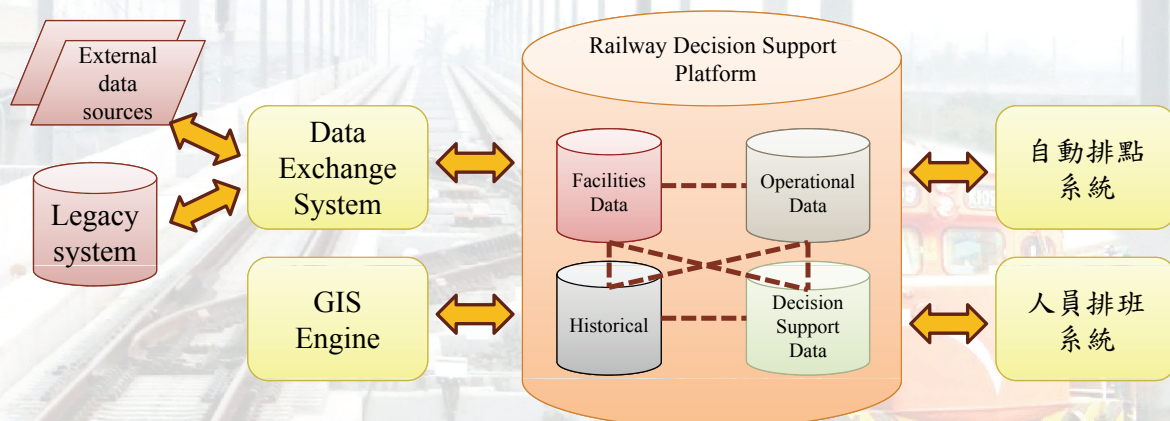 External
data
sources
Legacy
system
Data
Exchange
System
GIS
Engine
Railway Decision Support
Platform
Facilities
Data
Operational
Data
Historical
Decision
Support
Data
自動排點
系統
人員排班
系統